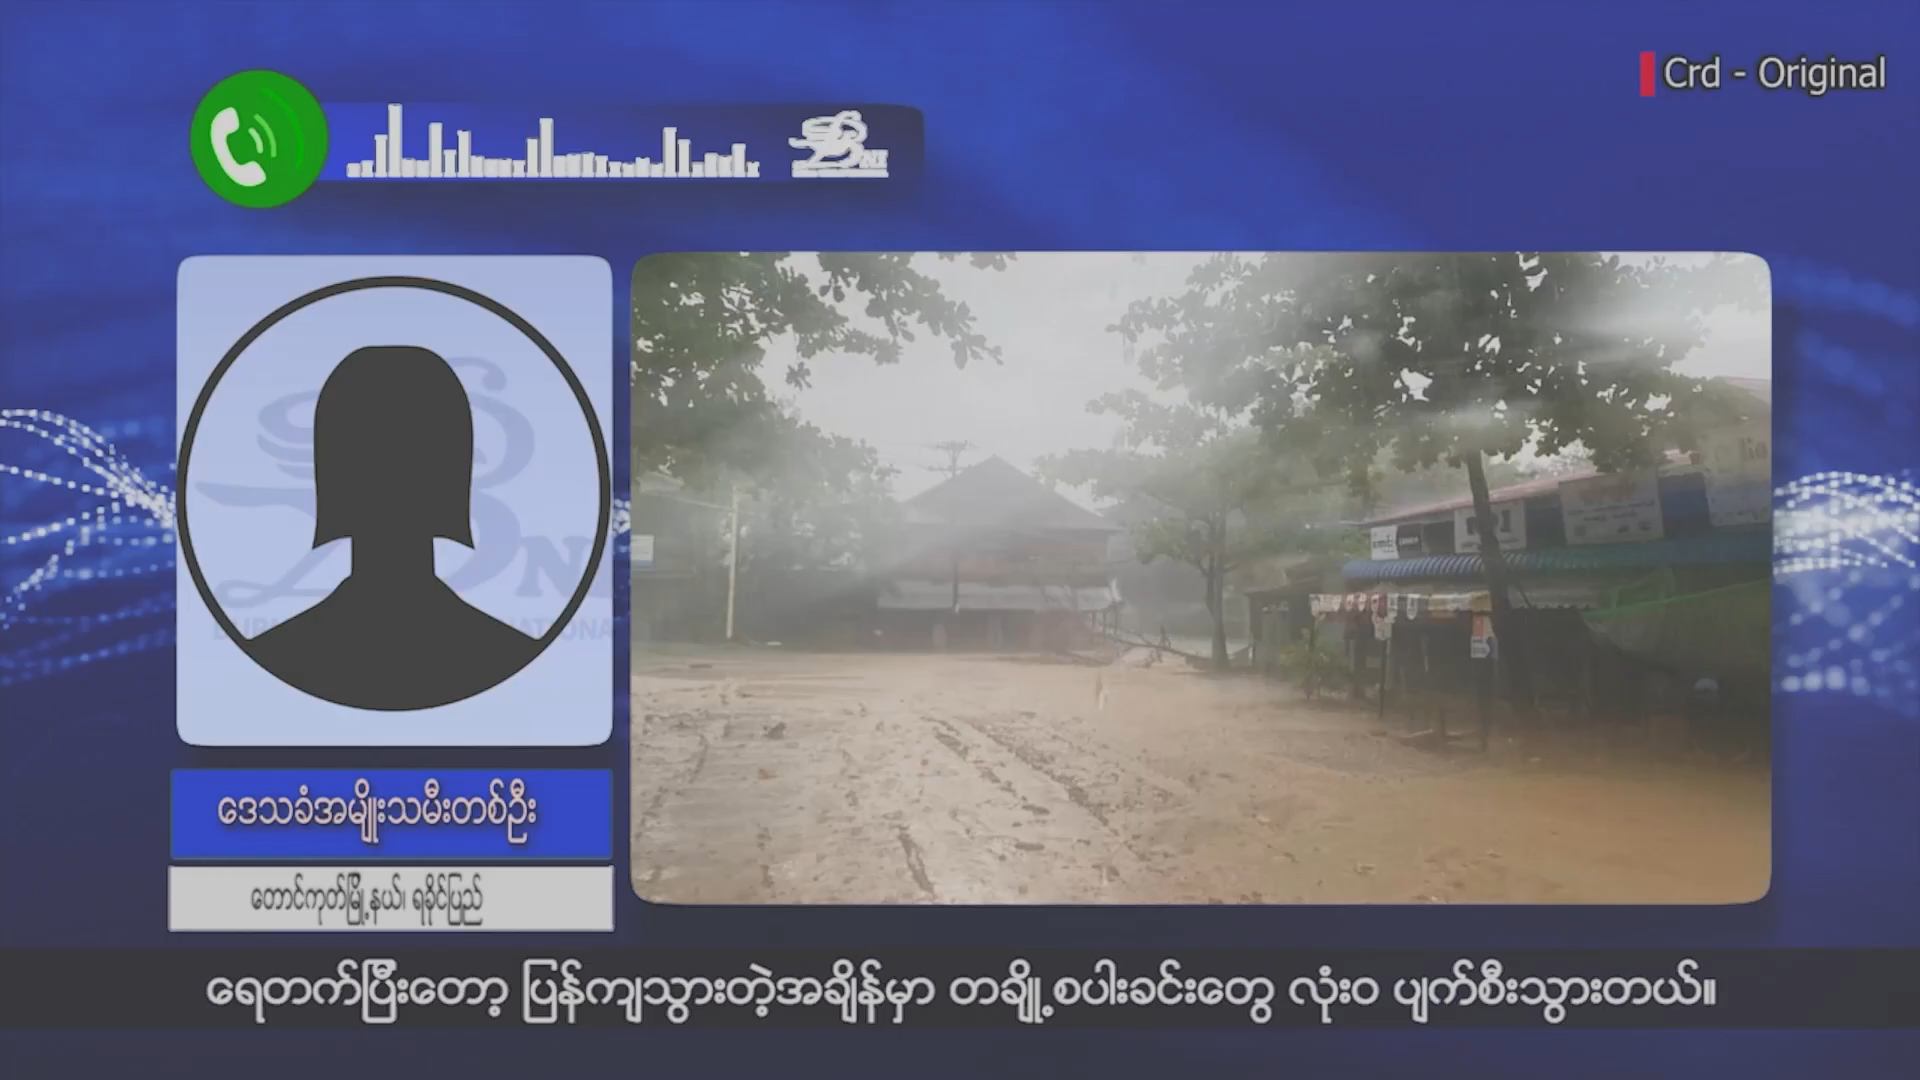 Crd - Original
BNI
ဒေသခံအမျိုးသမီးတစ်ဦး
တောင်ကုတ်မြို့နယ်၊ ရခိုင်ပြည်
ရေတက်ပြီးတော့ ပြန်ကျသွားတဲ့အချိန်မှာ တချို့စပါးခင်းတွေ လုံးဝ ပျက်စီးသွားတယ်။